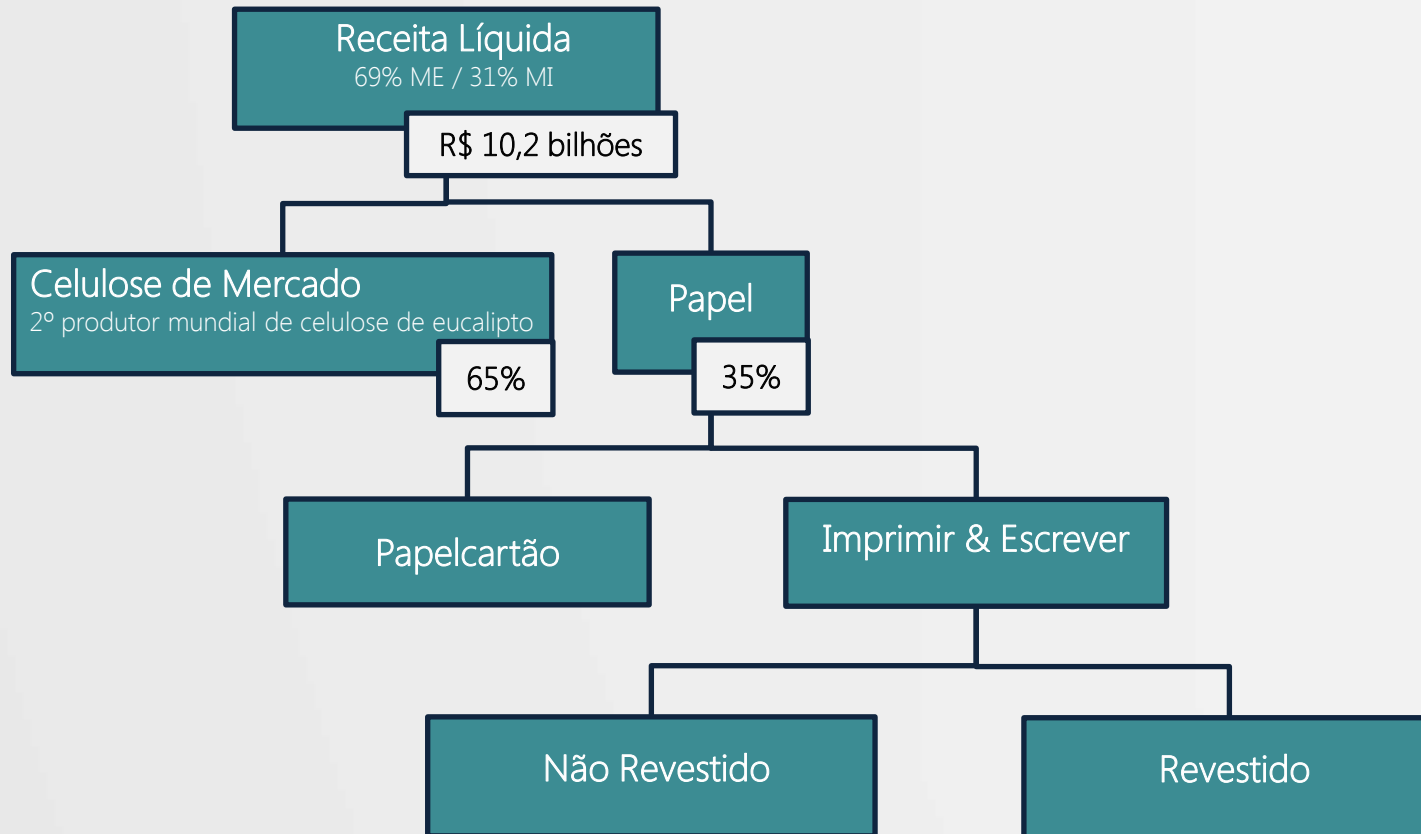 Receita Líquida
69% ME / 31% MI
R$ 10,2 bilhões
Celulose de Mercado
2º produtor mundial de celulose de eucalipto
65%
Papel
35%
Papelcartão
Imprimir & Escrever
Não Revestido
Revestido